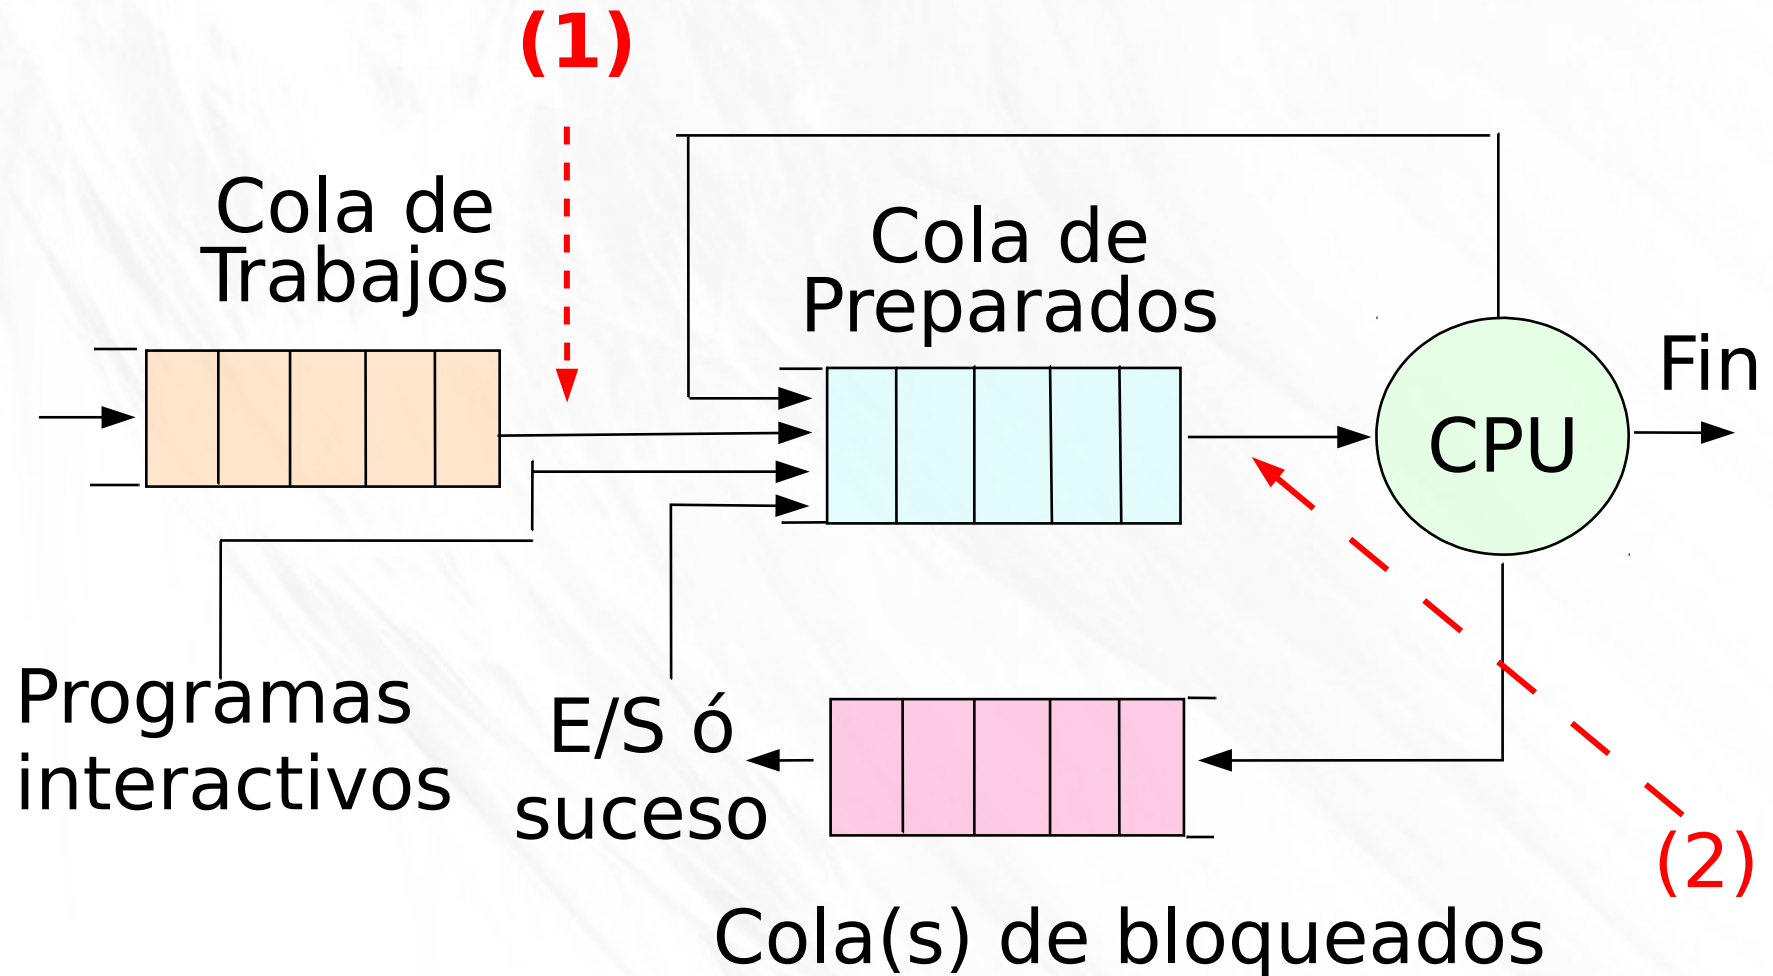 (1)
Cola de
Trabajos
Cola de
Preparados
Fin
CPU
Programas
interactivos
E/S ó
suceso
(2)
Cola(s) de bloqueados